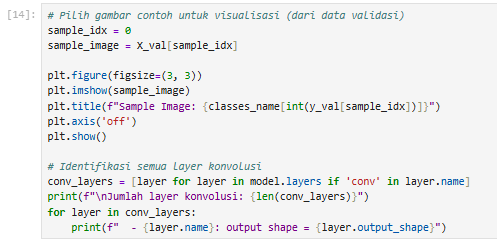 [14]:
# Pilih gambar contoh untuk visualisasi (dari data validasi)
sample_idx = 0
sample_image = X_val[sample_idx]
plt.figure(figsize=(3, 3))
plt.imshow(sample_image)
plt.title(f"Sample Image: {classes_name[int(y_val[sample_idx])]}")
plt.axis('off')
plt.show()
# Identifikasi semua layer konvolusi
conv_layers = [layer for layer in model.layers if 'conv' in layer.name]
print(f"\nJumlah layer konvolusi: {len(conv_layers)}")
for layer in conv_layers:
    print(f"  - {layer.name}: output shape = {layer.output_shape}")